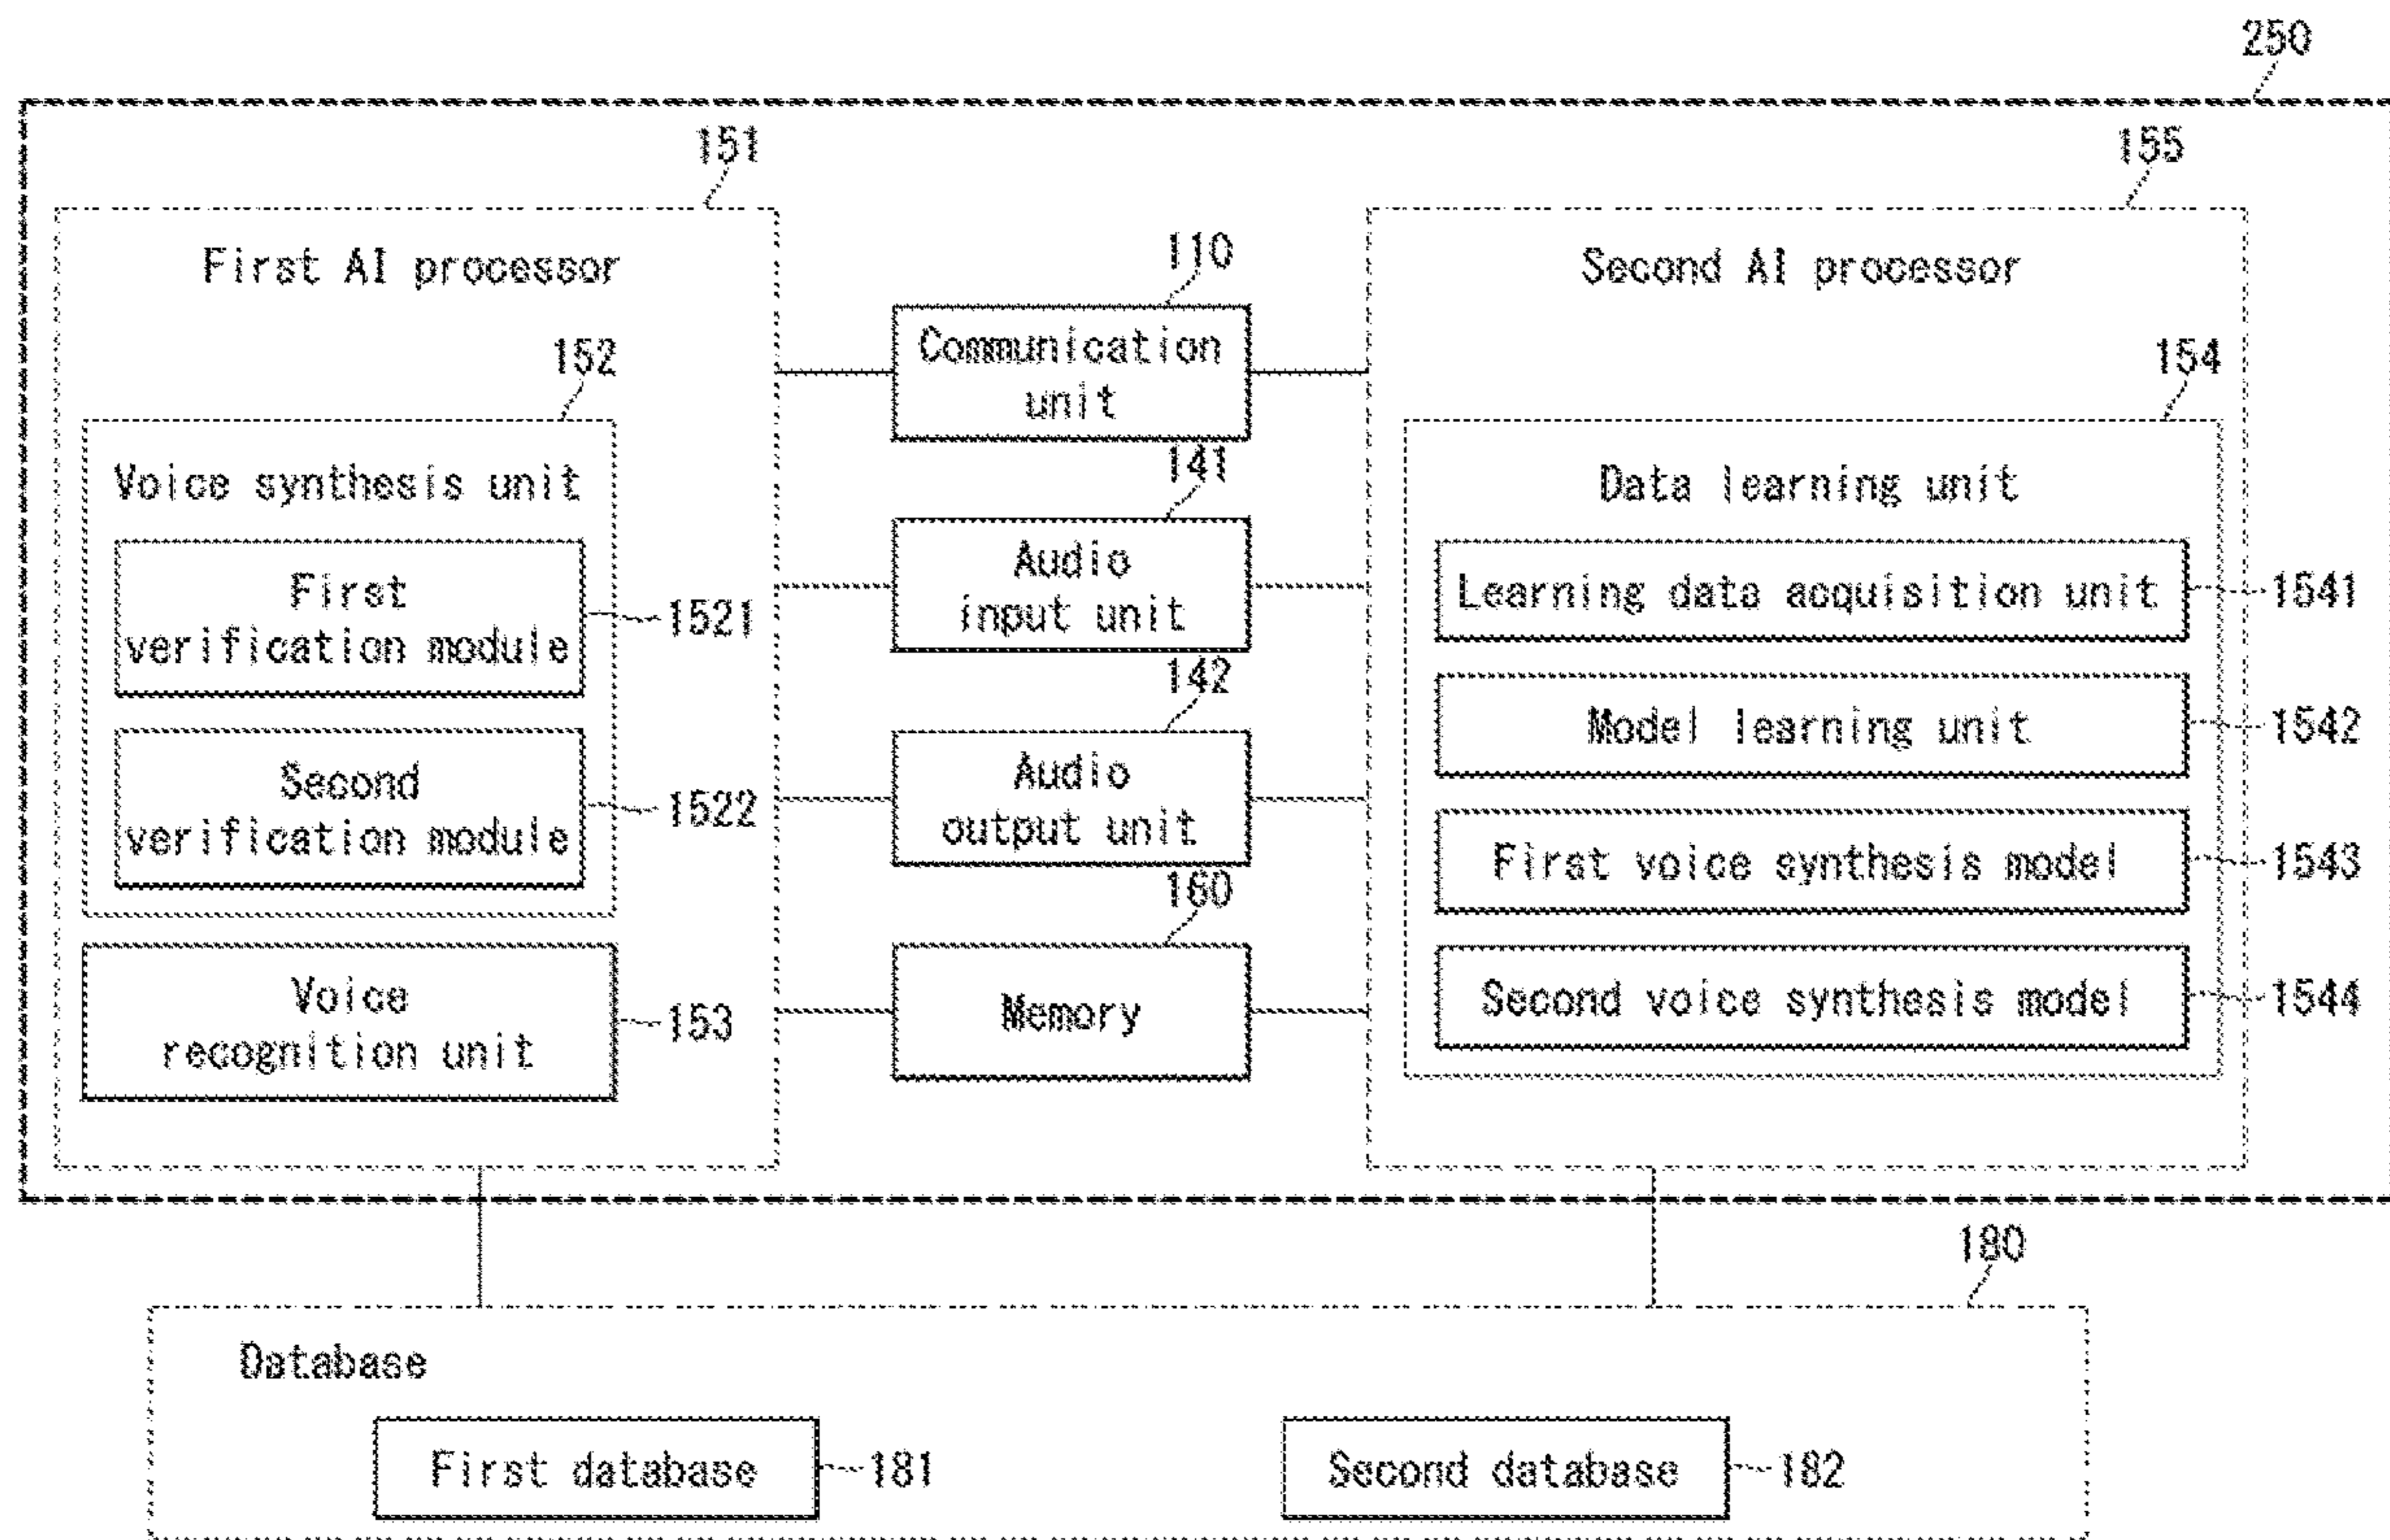 250
151
155
First AI processor
110
Second AI processor
Communication
unit
152
154
Voice synthesis unit
141
Data learning unit
First
verification module
1521
Audio
input unit
Learning data acquisition unit
1541
142
Model learning unit
1542
Second
verification module
1522
Audio
output unit
First voice synthesis model
1543
160
Voice
recognition unit
153
Memory
Second voice synthesis model
1544
180
Database
First database
181
Second database
182